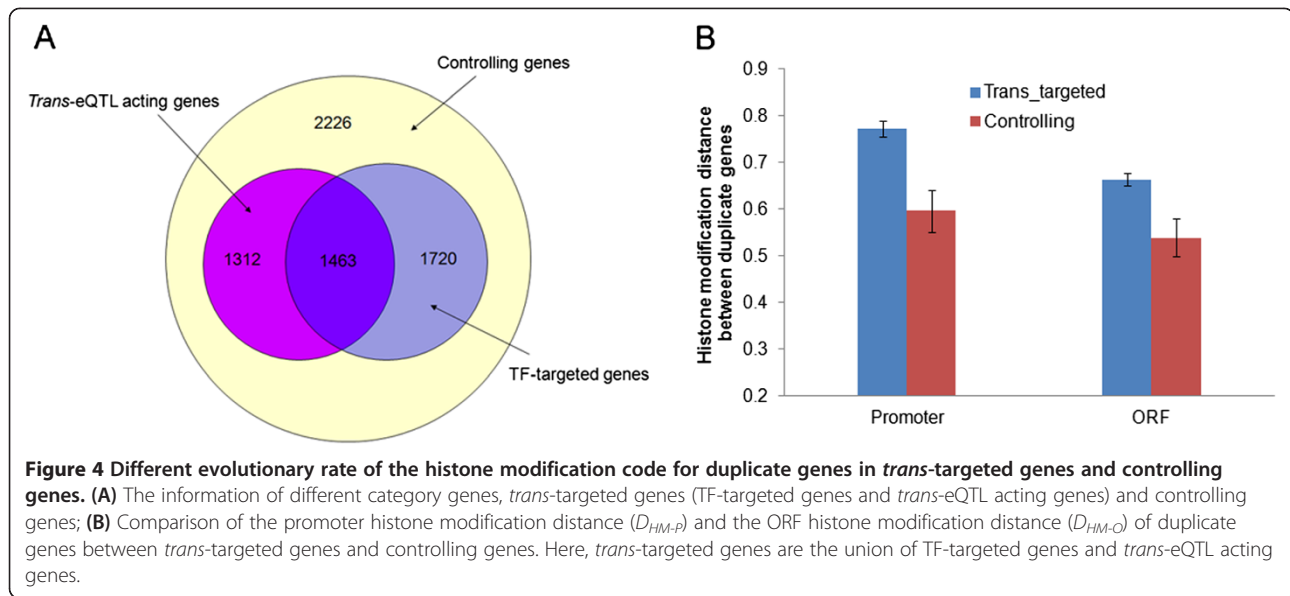 A
Controlling genes
Trans-eQTL acting genes
2226
1312
1463
1720
TF-targeted genes
B
Histone modification distance
between duplicate genes
0.9
0.8
0.7
0.6
0.5
0.4
0.3
0.2
Trans_targeted
Controlling
Promoter
ORF
Figure 4 Different evolutionary rate of the histone modification code for duplicate genes in trans-targeted genes and controlling
genes. (A) The information of different category genes, trans-targeted genes (TF-targeted genes and trans-eQTL acting genes) and controlling
genes; (B) Comparison of the promoter histone modification distance (DHM-P) and the ORF histone modification distance (DHM-O) of duplicate
genes between trans-targeted genes and controlling genes. Here, trans-targeted genes are the union of TF-targeted genes and trans-eQTL acting
genes.